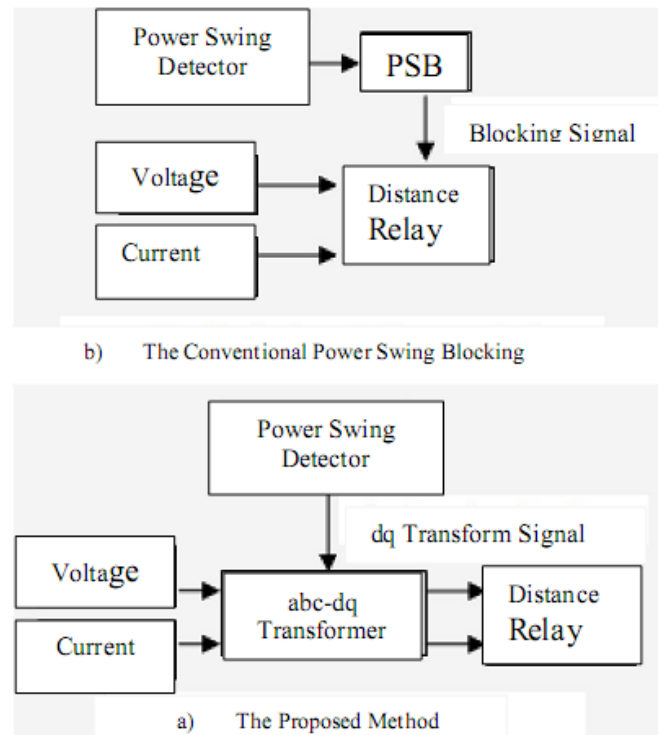 Power Swing
Detector
PSB
Blocking Signal
Voltage
Current
Distance
Relay
b) The Conventional Power Swing Blocking
Power Swing
Detector
dq Transform Signal
Voltage
Current
abc-dq
Transformer
Distance
Relay
a) The Proposed Method